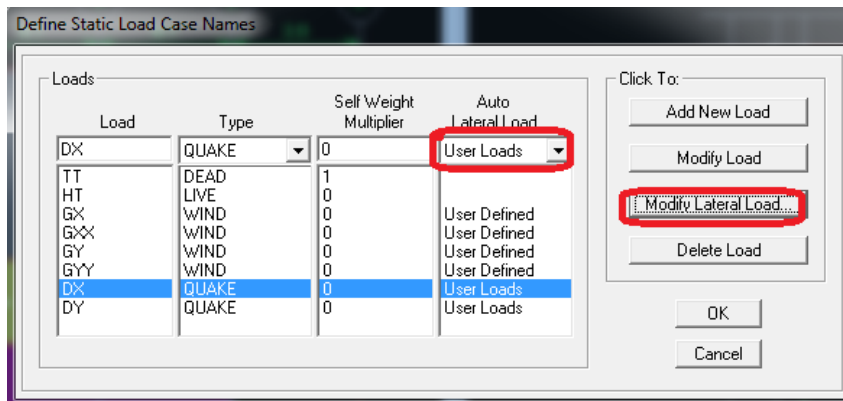 Define Static Load Case Names
Loads
Load Type Self Weight Multiplier Auto Lateral Load
DX QUAKE 0 User Loads
TT DEAD 1
HT LIVE 0
GX WIND 0 User Defined
GXX WIND 0 User Defined
GY WIND 0 User Defined
GYY WIND 0 User Defined
DX QUAKE 0 User Loads
DY QUAKE 0 User Loads
Click To:
Add New Load
Modify Load
Modify Lateral Load...
Delete Load
OK
Cancel